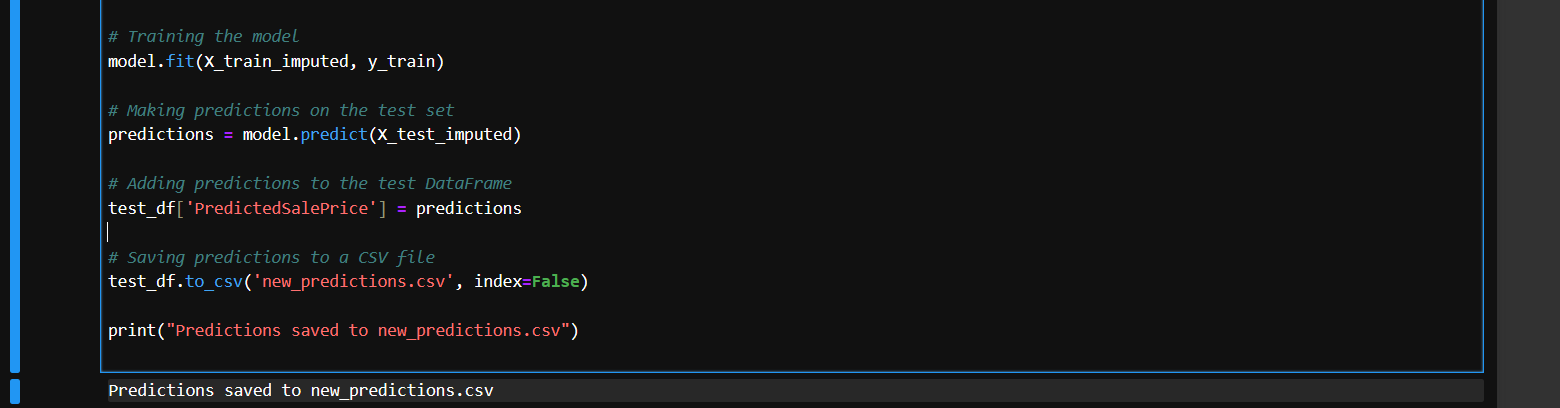 # Training the model
model.fit(X_train_imputed, y_train)
# Making predictions on the test set
predictions = model.predict(X_test_imputed)
# Adding predictions to the test DataFrame
test_df['PredictedSalePrice'] = predictions
# Saving predictions to a CSV file
test_df.to_csv('new_predictions.csv', index=False)
print("Predictions saved to new_predictions.csv")
Predictions saved to new_predictions.csv